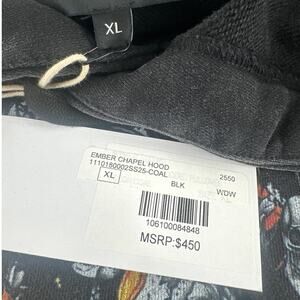 XL
EMBER CHAPEL HOOD 2550
1110180002SS25-COAL
XL BLK WDW
106100084848
MSRP:$450